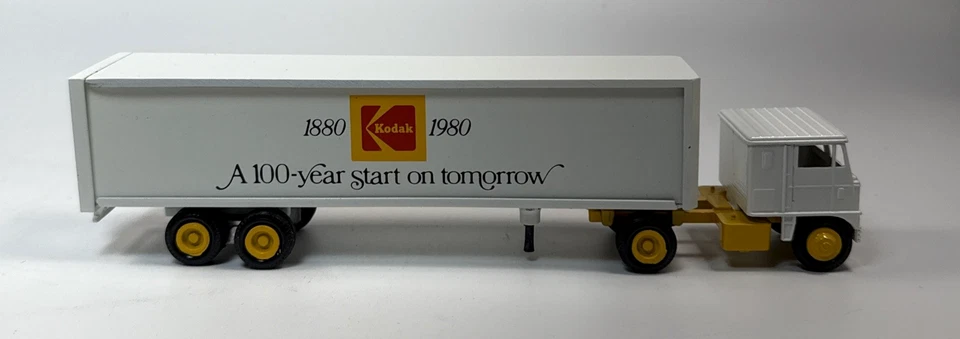 1880 Kodak 1980
A 100-year start on tomorrow